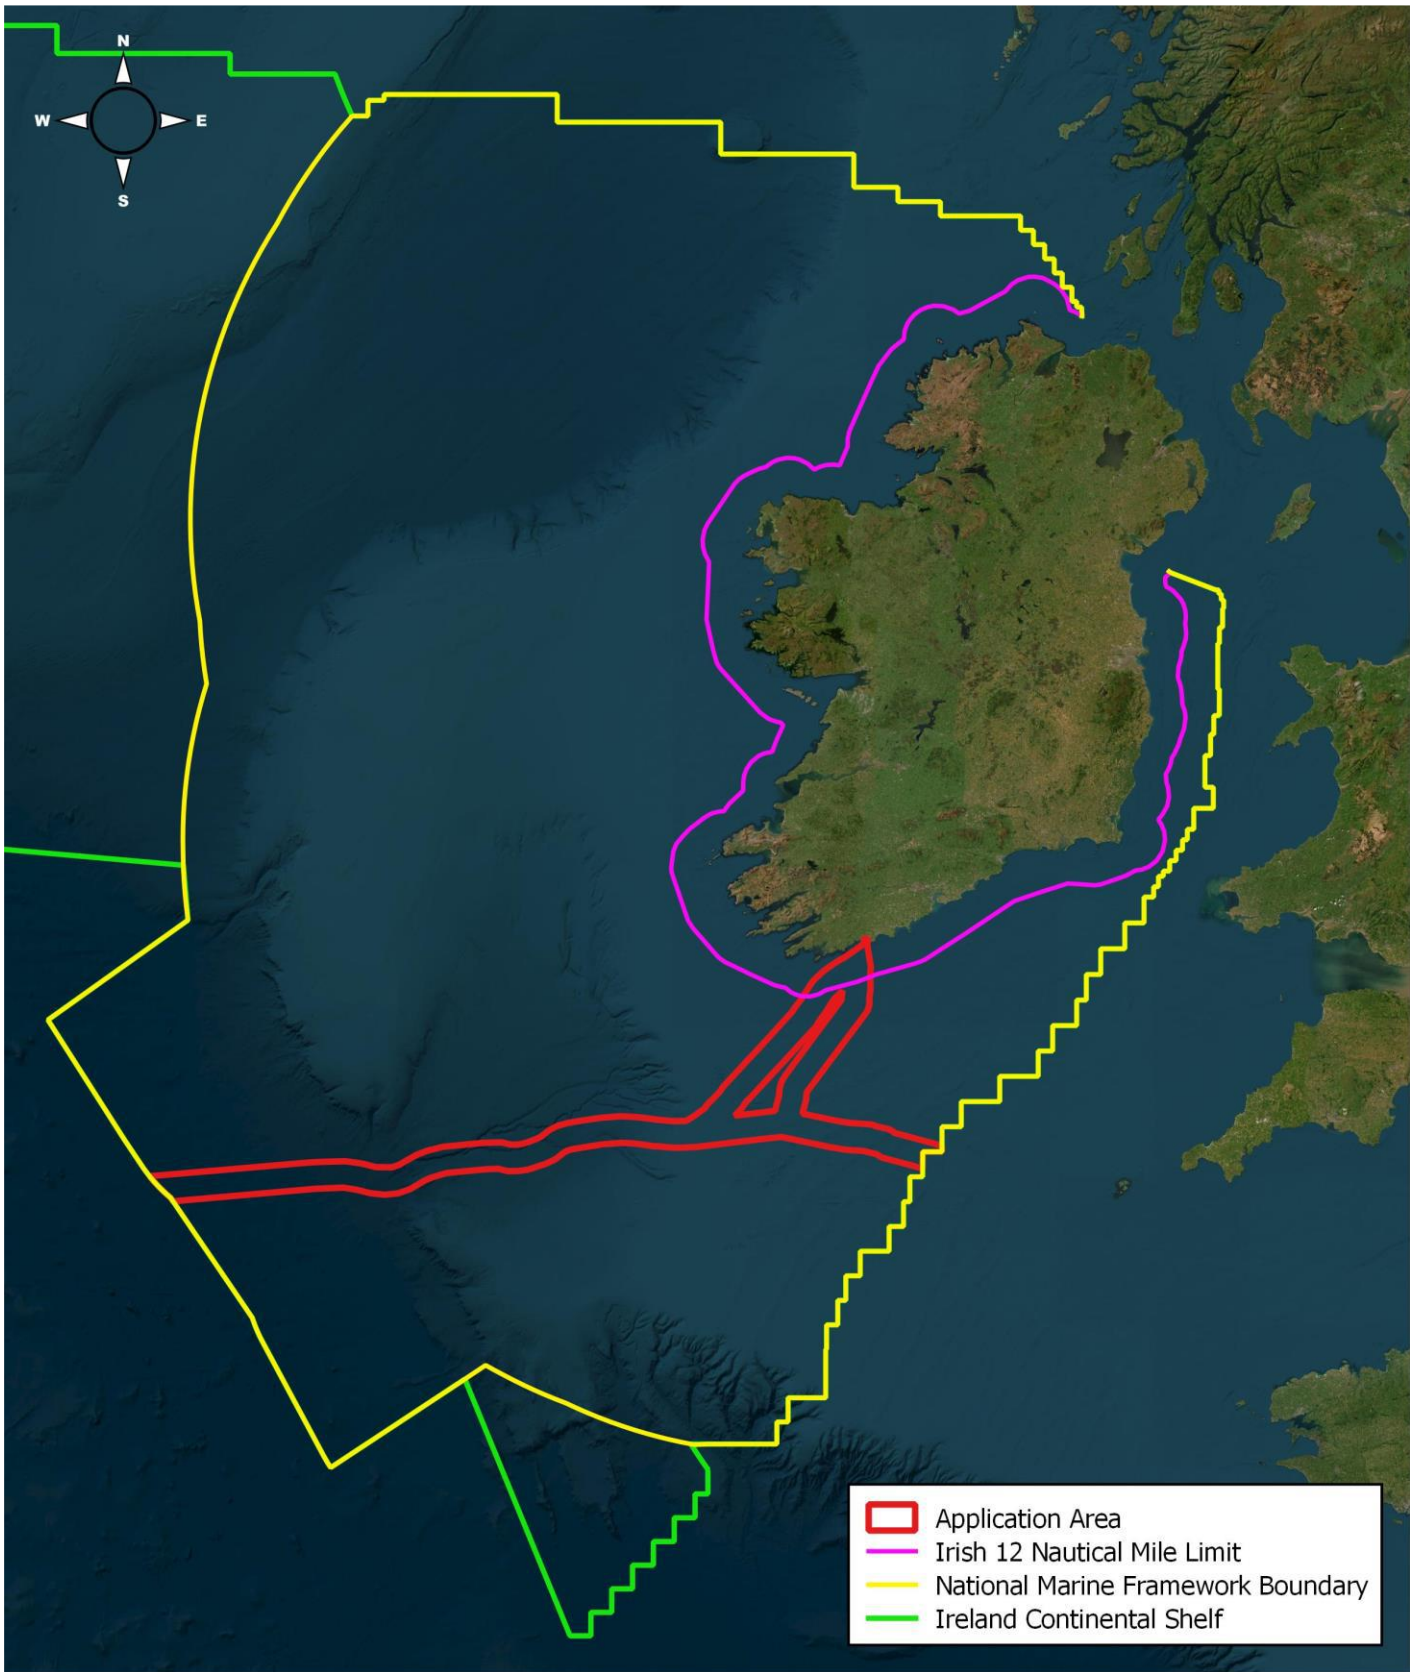 N
W E
S
Application Area
Irish 12 Nautical Mile Limit
National Marine Framework Boundary
Ireland Continental Shelf